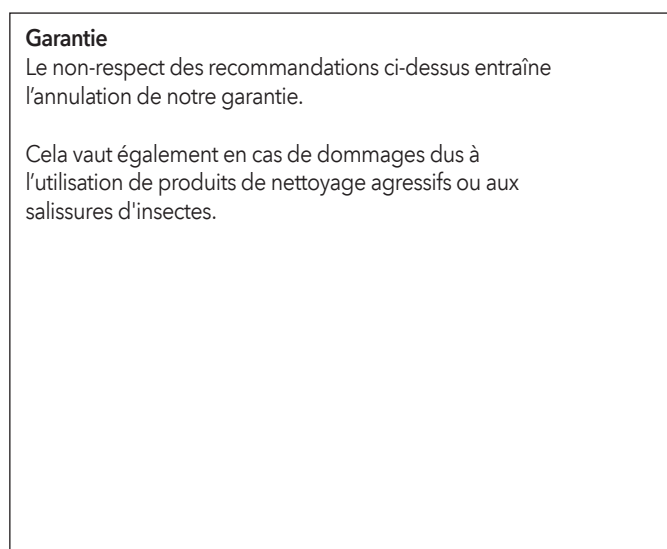 Garantie
Le non-respect des recommandations ci-dessus entraîne
l’annulation de notre garantie.
Cela vaut également en cas de dommages dus à
l’utilisation de produits de nettoyage agressifs ou aux
salissures d'insectes.